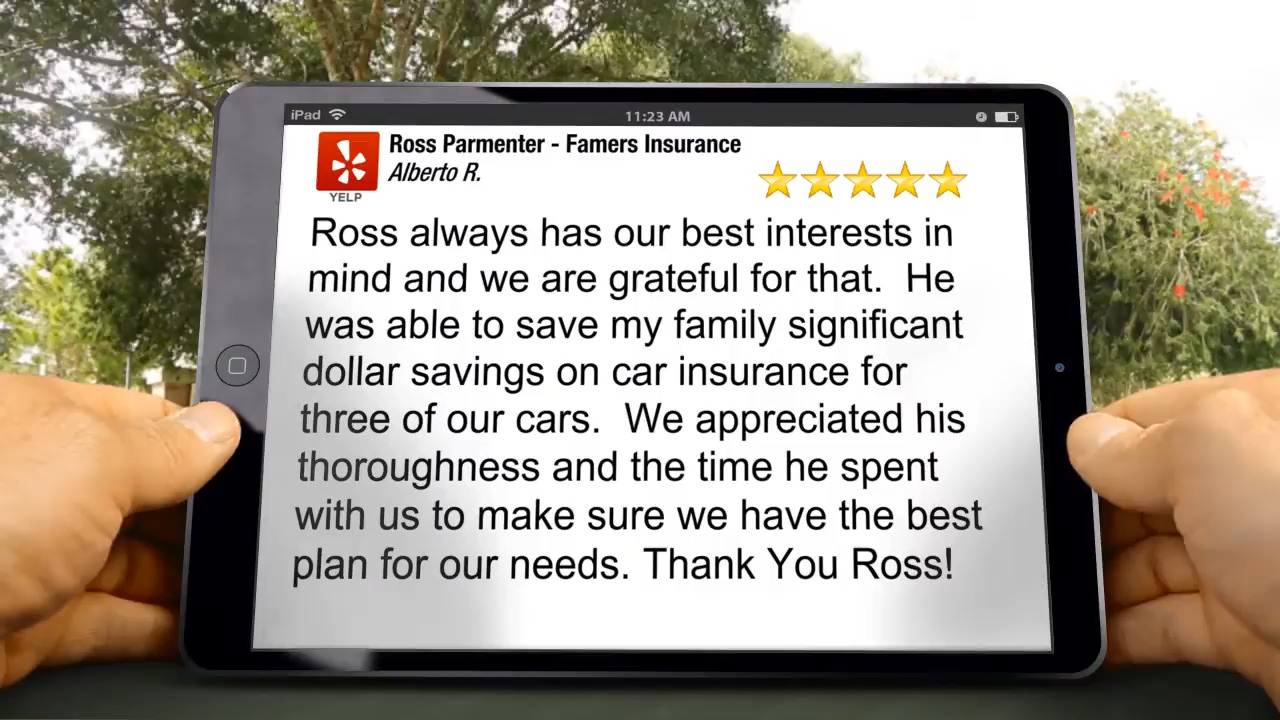 iPad 11:23 AM
Ross Parmenter - Famers Insurance
Alberto R.
YELP
Ross always has our best interests in
mind and we are grateful for that. He
was able to save my family significant
dollar savings on car insurance for
three of our cars. We appreciated his
thoroughness and the time he spent
with us to make sure we have the best
plan for our needs. Thank You Ross!